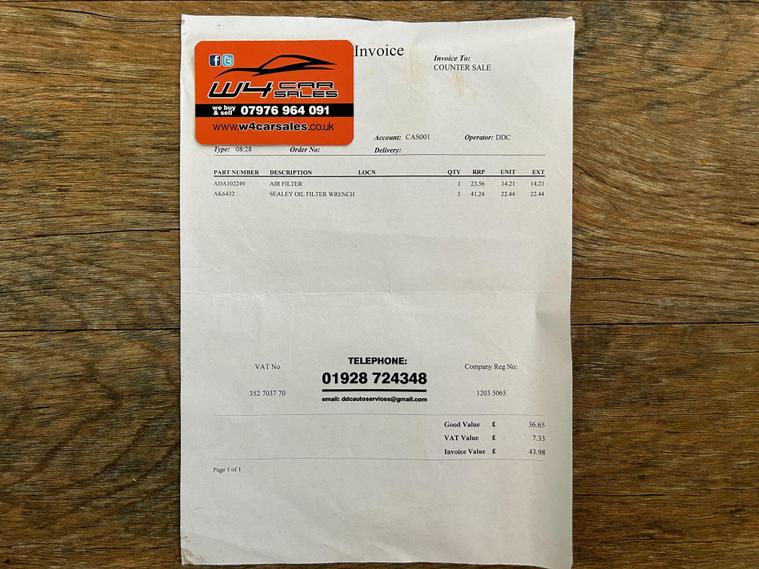 Invoice
Invoice To:
COUNTER SALE
W4 CAR SALES
we buy & sell 07976 964 091
www.w4carsales.co.uk
Account: CAS001 Operator: DDC
Type: 08:28 Order No: Delivery:
PART NUMBER DESCRIPTION LOCN QTY RRP UNIT EXT
ADA102249 AIR FILTER 1 23.56 14.21 14.21
AK6432 SEALEY OIL FILTER WRENCH 1 41.24 22.44 22.44
TELEPHONE:
VAT No 01928 724348 Company Reg No:
352 7037 70 email: ddcautoservices@gmail.com 1203 5065
Good Value £ 36.65
VAT Value £ 7.33
Invoice Value £ 43.98
Page 1 of 1